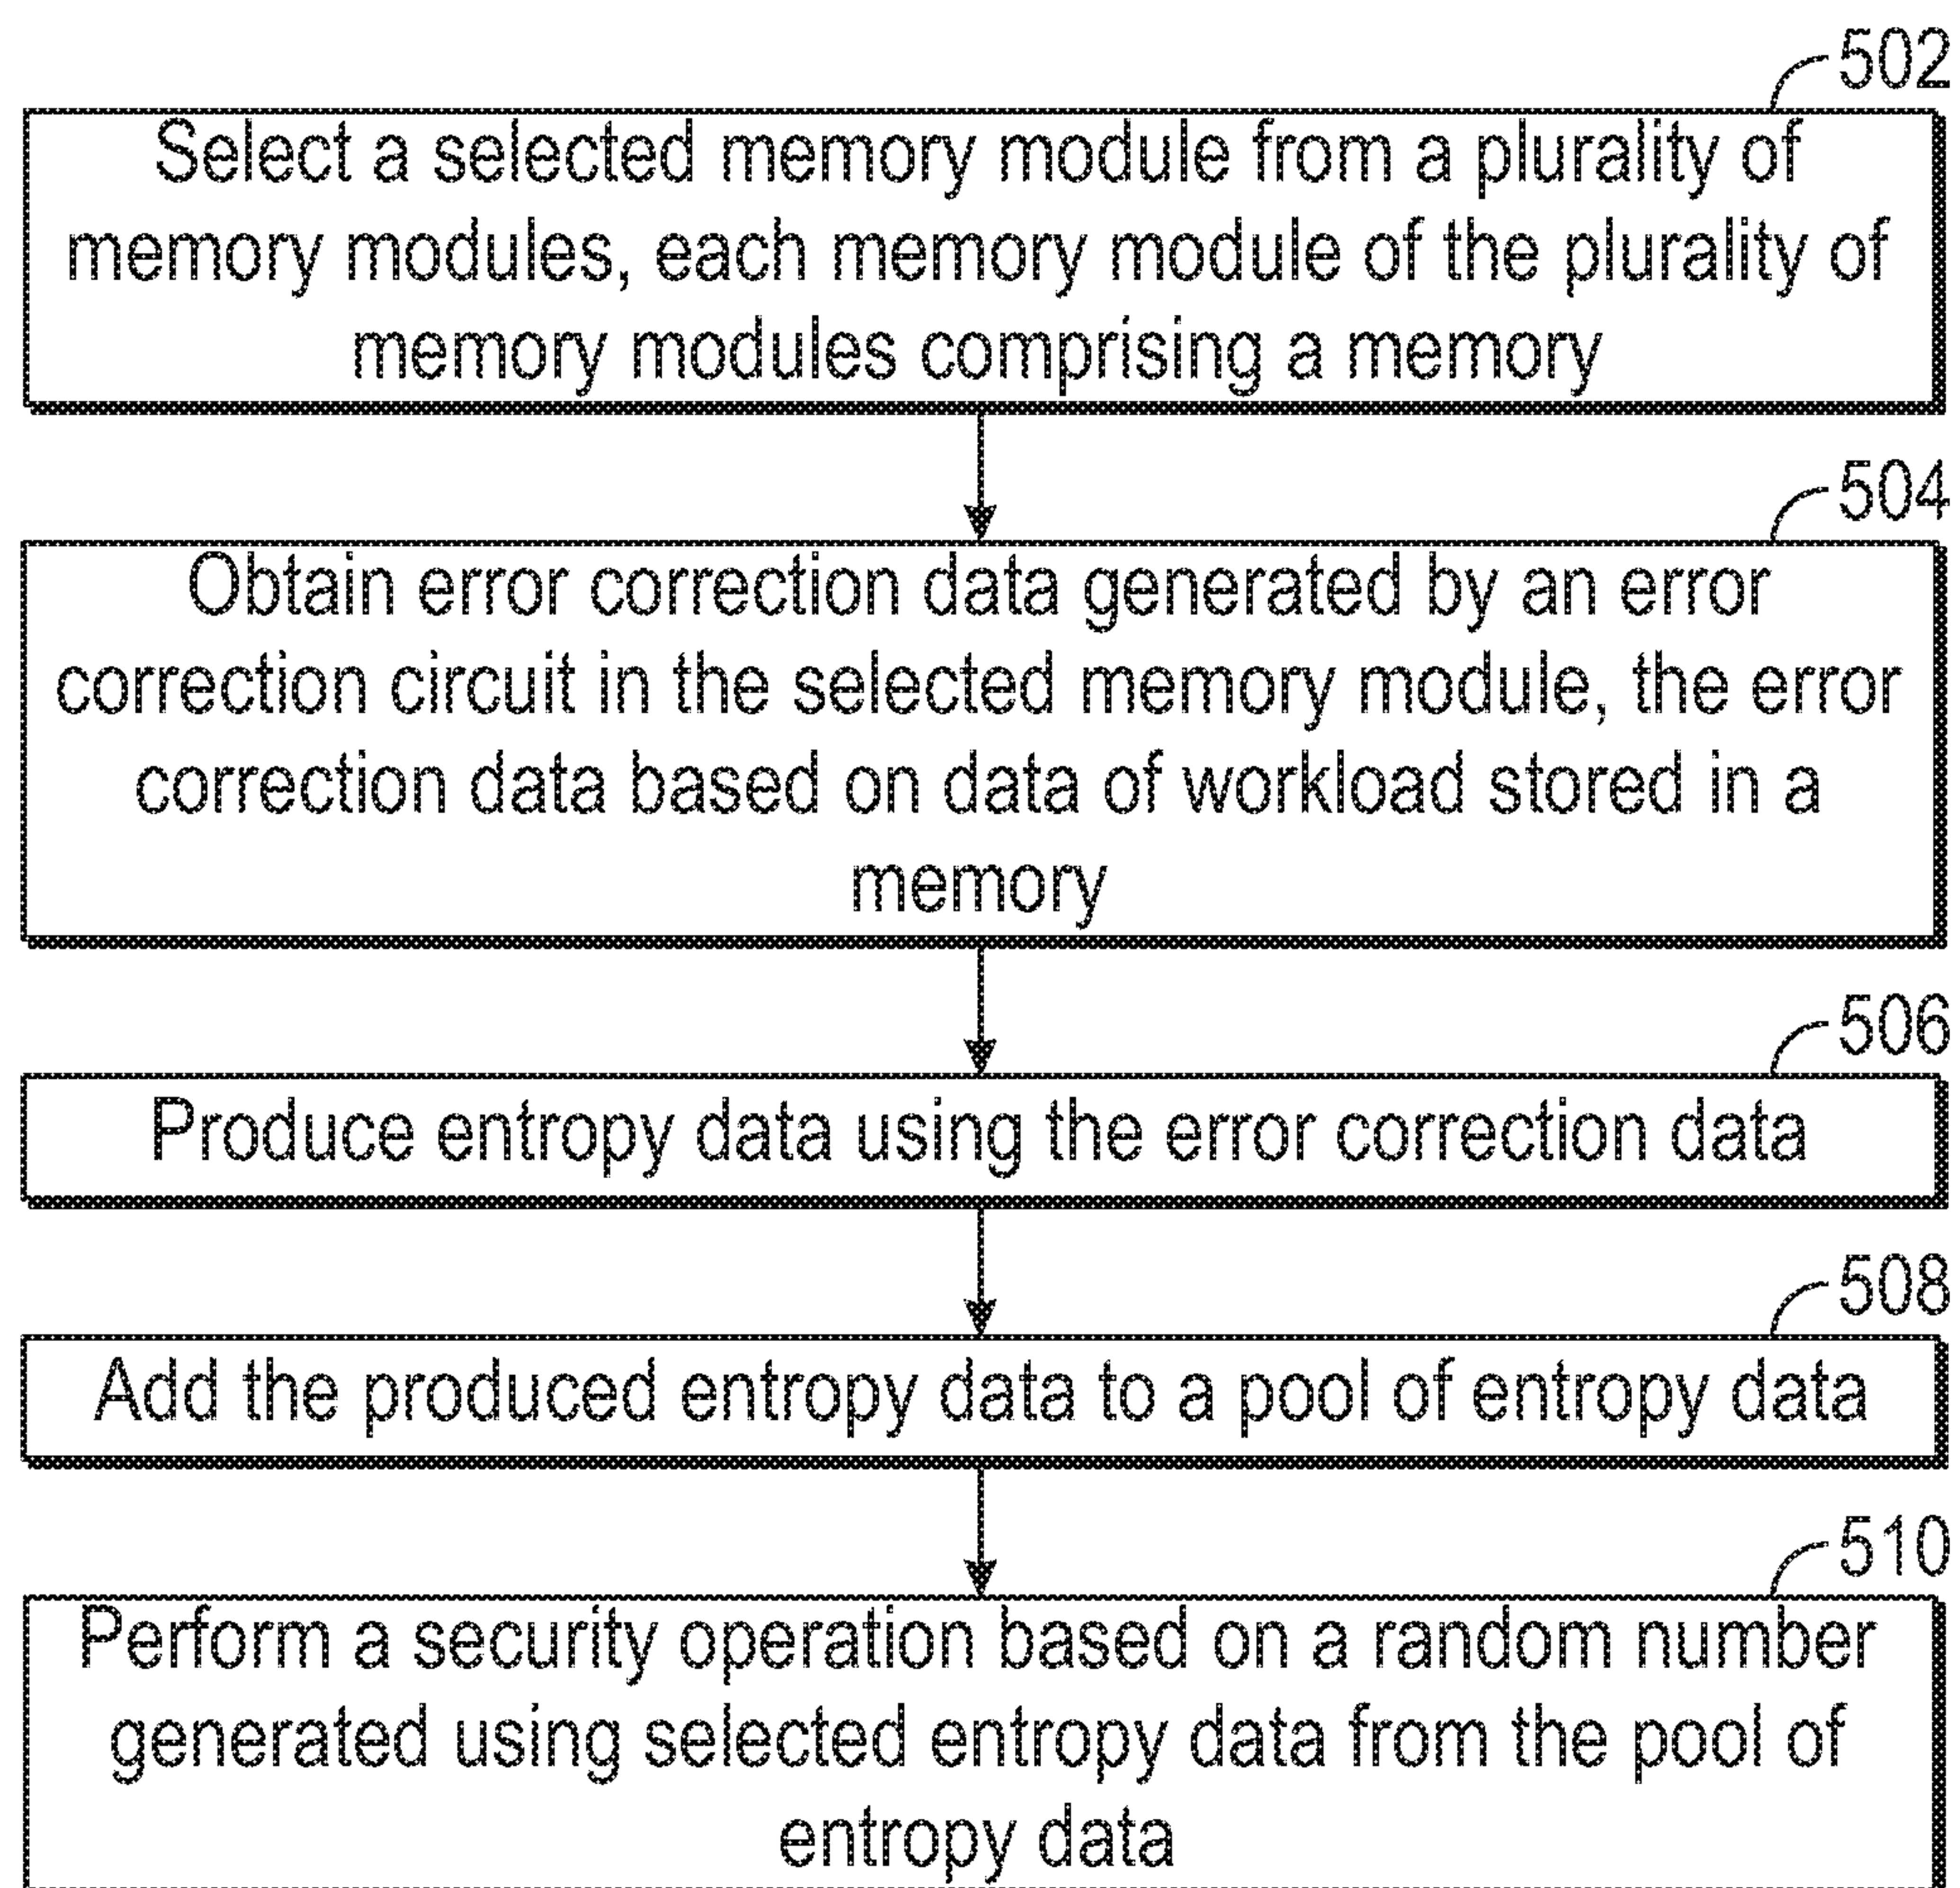 502
Select a selected memory module from a plurality of
memory modules, each memory module of the plurality of
memory modules comprising a memory
504
Obtain error correction data generated by an error
correction circuit in the selected memory module, the error
correction data based on data of workload stored in a
memory
506
Produce entropy data using the error correction data
508
Add the produced entropy data to a pool of entropy data
510
Perform a security operation based on a random number
generated using selected entropy data from the pool of
entropy data